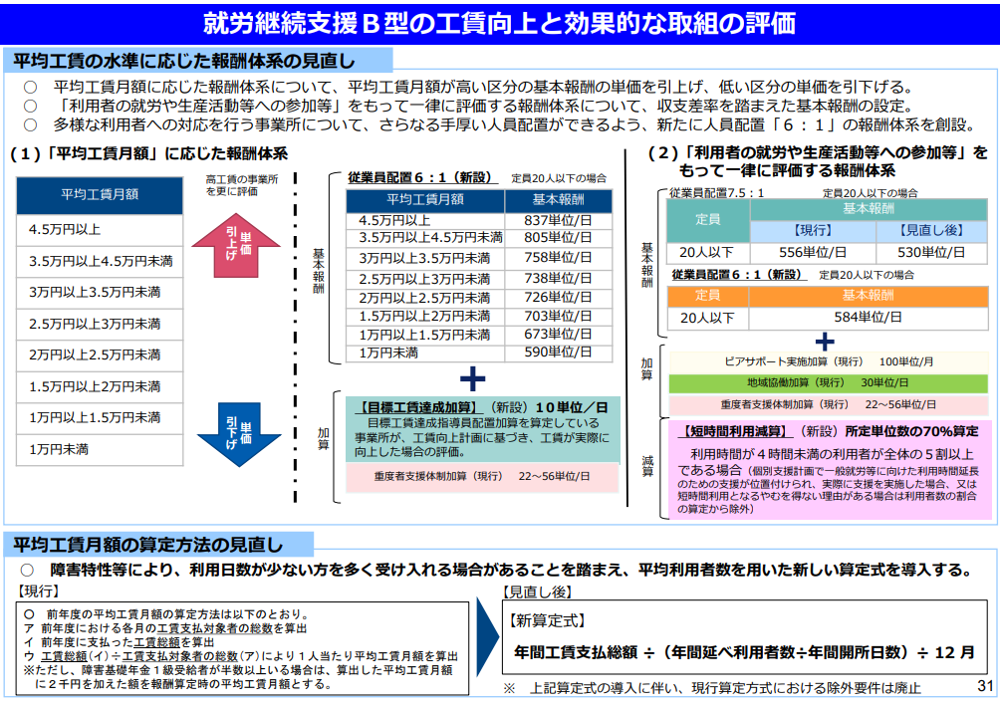 就労継続支援Ｂ型の工賃向上と効果的な取組の評価
平均工賃の水準に応じた報酬体系の見直し
○　平均工賃月額に応じた報酬体系について、平均工賃月額が高い区分の基本報酬の単価を引上げ、低い区分の単価を引下げる。
○　「利用者の就労や生産活動等への参加等」をもって一律に評価する報酬体系について、収支差率を踏まえた基本報酬の設定。
○　多様な利用者への対応を行う事業所について、さらなる手厚い人員配置ができるよう、新たに人員配置「６：１」の報酬体系を創設。
(１)「平均工賃月額」に応じた報酬体系
平均工賃月額
4.5万円以上
3.5万円以上4.5万円未満
3万円以上3.5万円未満
2.5万円以上3万円未満
2万円以上2.5万円未満
1.5万円以上2万円未満
1万円以上1.5万円未満
1万円未満
高工賃の事業所
を更に評価
単価
引上げ
単価
引下げ
基本報酬
従業員配置６：１（新設）　定員20人以下の場合
平均工賃月額　基本報酬
4.5万円以上　837単位/日
3.5万円以上4.5万円未満　805単位/日
3万円以上3.5万円未満　758単位/日
2.5万円以上3万円未満　738単位/日
2万円以上2.5万円未満　726単位/日
1.5万円以上2万円未満　703単位/日
1万円以上1.5万円未満　673単位/日
1万円未満　590単位/日
＋
加算
【目標工賃達成加算】（新設）１０単位／日
目標工賃達成指導員配置加算を算定している
事業所が、工賃向上計画に基づき、工賃が実際に
向上した場合の評価。
重度者支援体制加算（現行）　22～56単位/日
(２)「利用者の就労や生産活動等への参加等」を
もって一律に評価する報酬体系
基本報酬
従業員配置7.5：1　定員20人以下の場合
定員　基本報酬
【現行】　【見直し後】
20人以下　556単位/日　530単位/日
従業員配置６：１（新設）　定員20人以下の場合
定員　基本報酬
20人以下　584単位/日
＋
加算
ピアサポート実施加算（現行）　100単位/月
地域協働加算（現行）　30単位/日
重度者支援体制加算（現行）　22～56単位/日
減算
【短時間利用減算】（新設）所定単位数の70％算定
利用時間が４時間未満の利用者が全体の５割以上
である場合（個別支援計画で一般就労等に向けた利用時間延長
のための支援が位置付けられ、実際に支援を実施した場合、又は
短時間利用となるやむを得ない理由がある場合は利用者数の割合
の算定から除外）
平均工賃月額の算定方法の見直し
○　障害特性等により、利用日数が少ない方を多く受け入れる場合があることを踏まえ、平均利用者数を用いた新しい算定式を導入する。
【現行】
○　前年度の平均工賃月額の算定方法は以下のとおり。
ア 前年度における各月の工賃支払対象者の総数を算出
イ 前年度に支払った工賃総額を算出
ウ 工賃総額(イ)÷工賃支払対象者の総数(ア)により１人当たり平均工賃月額を算出
※ただし、障害基礎年金１級受給者が半数以上いる場合は、算出した平均工賃月額
に２千円を加えた額を報酬算定時の平均工賃月額とする。
【見直し後】
【新算定式】
年間工賃支払総額 ÷（年間延べ利用者数÷年間開所日数）÷ 12 月
※　上記算定式の導入に伴い、現行算定方式における除外要件は廃止
31